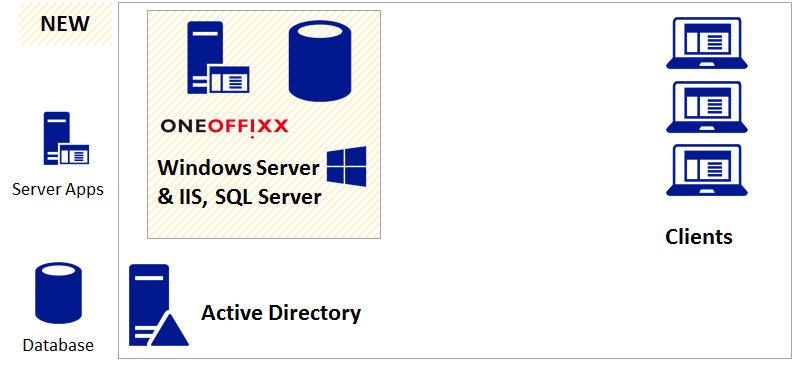 NEW
Server Apps
Database
ONEOFFIXX
Windows Server
& IIS, SQL Server
Active Directory
Clients